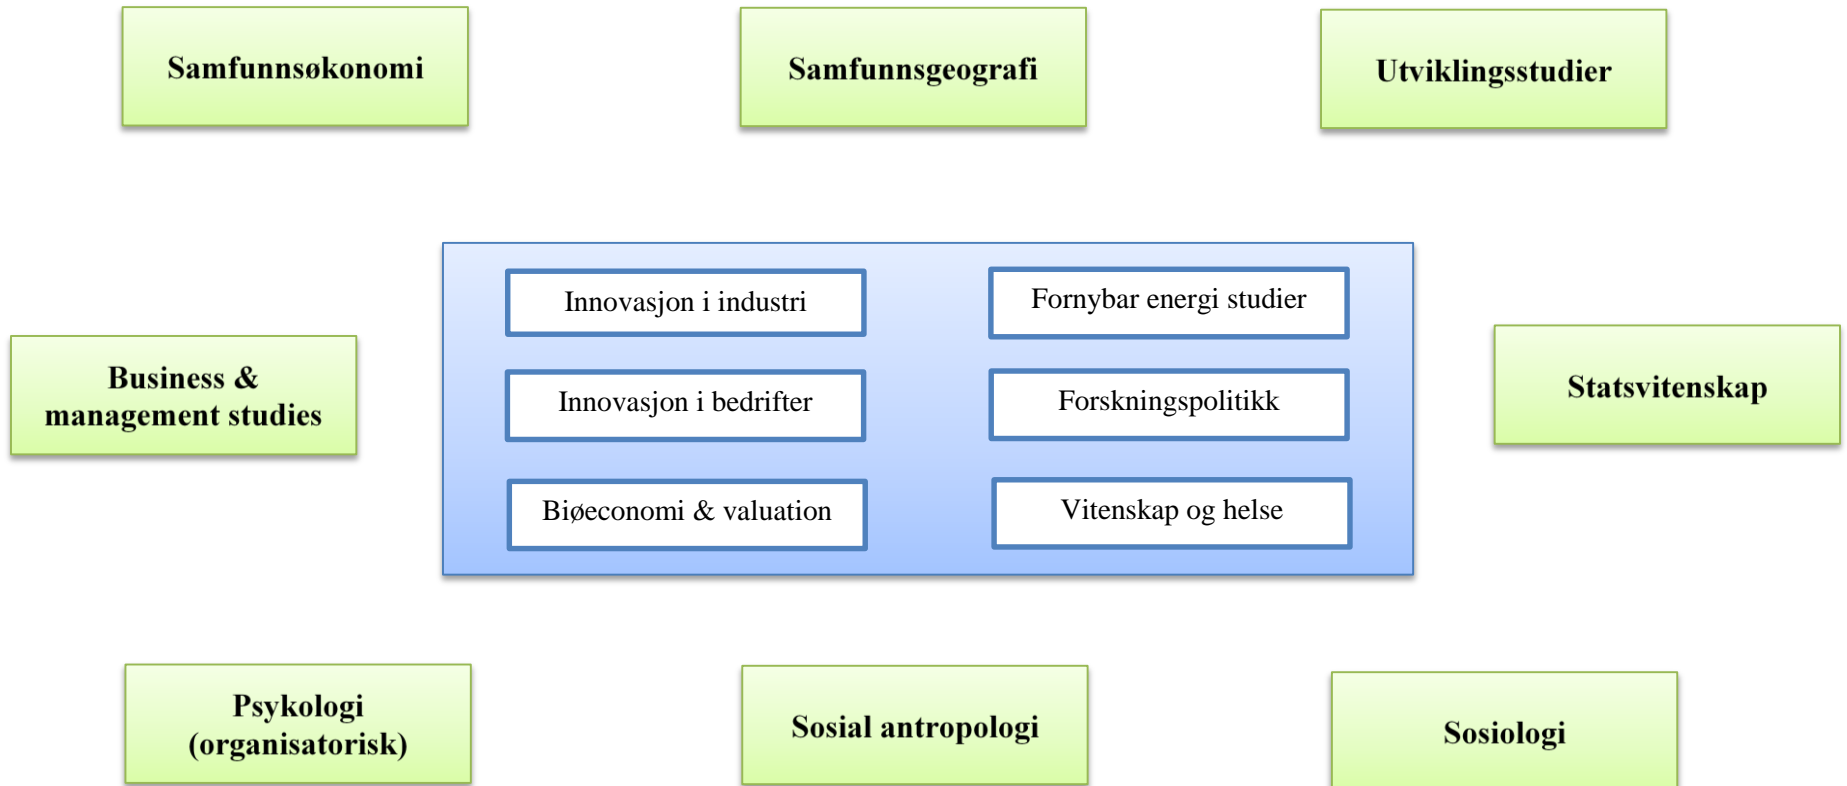 Samfunnsøkonomi
Samfunnsgeografi
Utviklingsstudier
Innovasjon i industri
Fornybar energi studier
Business &
management studies
Innovasjon i bedrifter
Forskningspolitikk
Statsvitenskap
Biøeconomi & valuation
Vitenskap og helse
Psykologi
(organisatorisk)
Sosial antropologi
Sosiologi